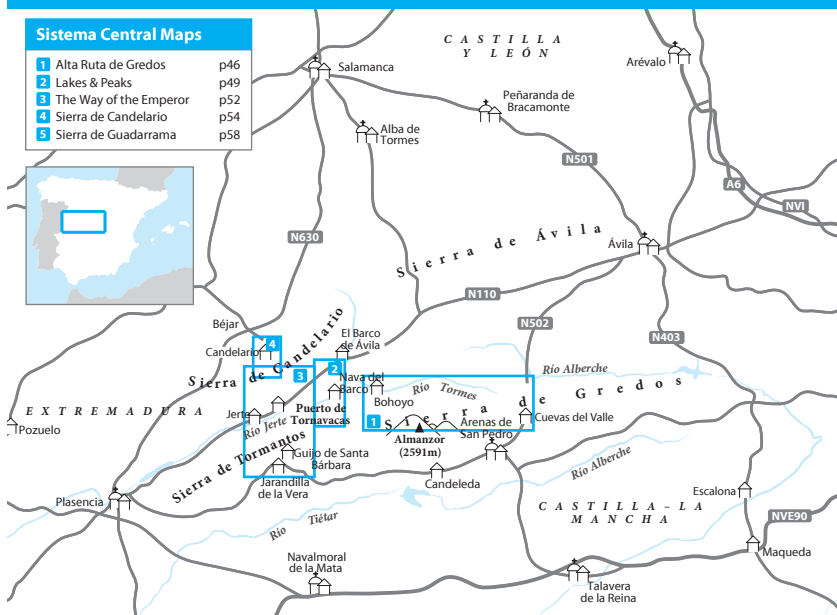 Sistema Central Maps
1 Alta Ruta de Gredos p46
2 Lakes & Peaks p49
3 The Way of the Emperor p52
4 Sierra de Candelario p54
5 Sierra de Guadarrama p58
CASTILLA
Y LEÓN
Arévalo
Salamanca
Peñaranda de
Bracamonte
Alba de
Tormes
N501
A6
NVI
N630
Sierra de Ávila
Ávila
N110
N502
N403
Béjar
Candelario
4
Sierra de Candelario
El Barco
de Ávila
3
2
Nava del
Barco
Río Alberche
Río Tormes
Bohoyo
Sierra de Gredos
EXTREMADURA
Pozuelo
Jerte
Río Jerte
Puerto de
Tornavacas
1
Almanzor
(2591m)
Arenas de
San Pedro
Cuevas del Valle
Sierra de Tormantos
Guijo de Santa
Bárbara
Jarandilla
de la Vera
Candeleda
Río Alberche
Plasencia
Río Tiétar
Escalona
CASTILLA-LA
MANCHA
NVE90
Maqueda
Navalmoral
de la Mata
Talavera
de la Reina